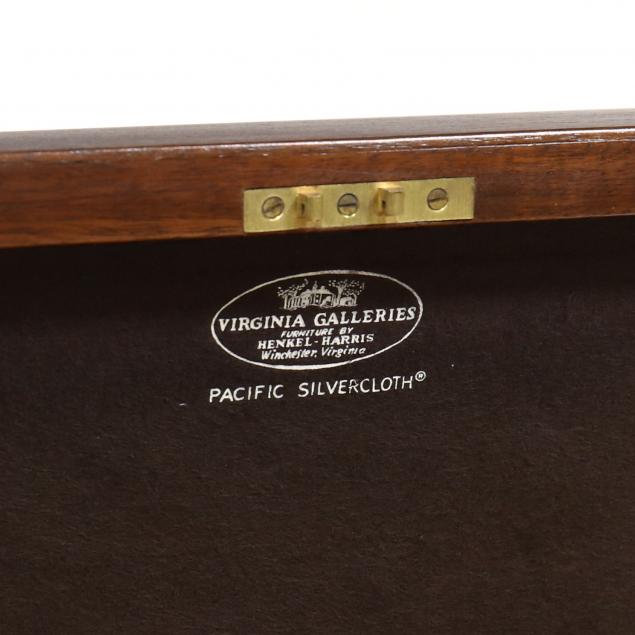 VIRGINIA GALLERIES
FURNITURE BY
HENKEL-HARRIS
Winchester, Virginia
PACIFIC SILVERCLOTH®